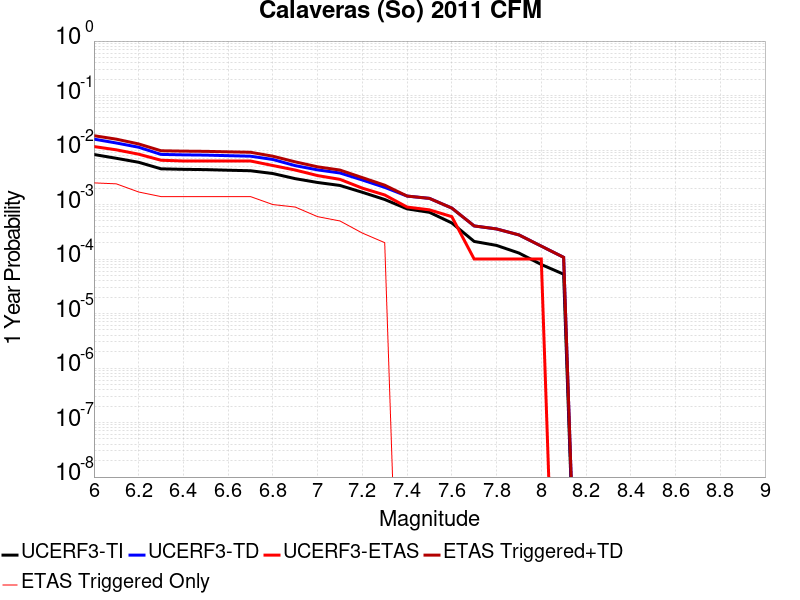 Calaveras (So) 2011 CFM
10^0
10^-1
10^-2
10^-3
10^-4
10^-5
10^-6
10^-7
10^-8
1 Year Probability
6 6.2 6.4 6.6 6.8 7 7.2 7.4 7.6 7.8 8 8.2 8.4 8.6 8.8 9
Magnitude
UCERF3-TI UCERF3-TD UCERF3-ETAS ETAS Triggered+TD
ETAS Triggered Only